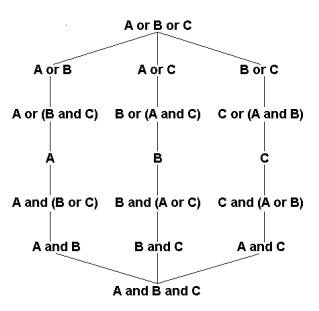 A or B or C
A or B A or C B or C
A or (B and C) B or (A and C) C or (A and B)
A B C
A and (B or C) B and (A or C) C and (A or B)
A and B B and C A and C
A and B and C